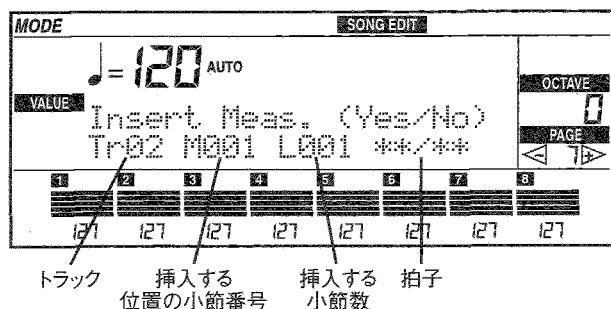 MODE SONG EDIT
♩=120 AUTO
OCTAVE
0
VALUE
Insert Meas. (Yes/No)
Tr02 M001 L001 **/**
PAGE
- 7 +
1 2 3 4 5 6 7 8
127 127 127 127 127 127 127 127
トラック
挿入する
位置の小節番号
挿入する
小節数
拍子